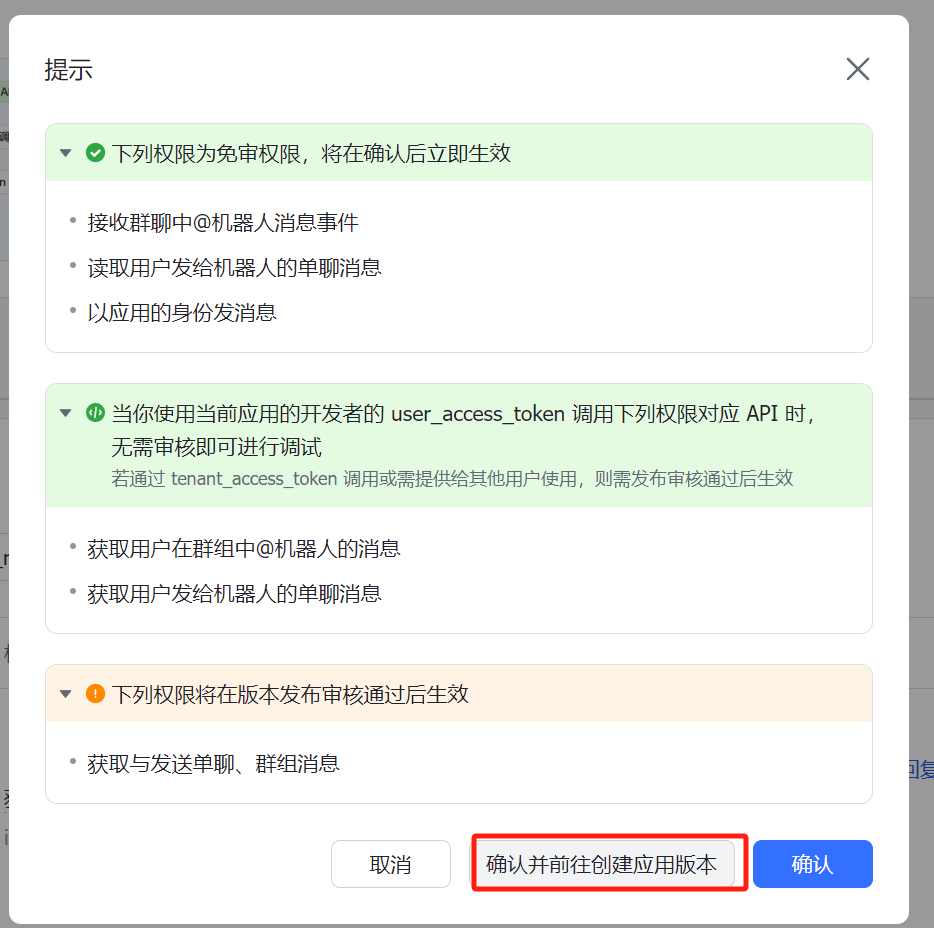 提示
下列权限为免审权限，将在确认后立即生效
接收群聊中@机器人消息事件
读取用户发给机器人的单聊消息
以应用的身份发消息
当你使用当前应用的开发者的 user_access_token 调用下列权限对应 API 时，
无需审核即可进行调试
若通过 tenant_access_token 调用或需提供给其他用户使用，则需发布审核通过后生效
获取用户在群组中@机器人的消息
获取用户发给机器人的单聊消息
下列权限将在版本发布审核通过后生效
获取与发送单聊、群组消息
回复
取消 确认并前往创建应用版本 确认